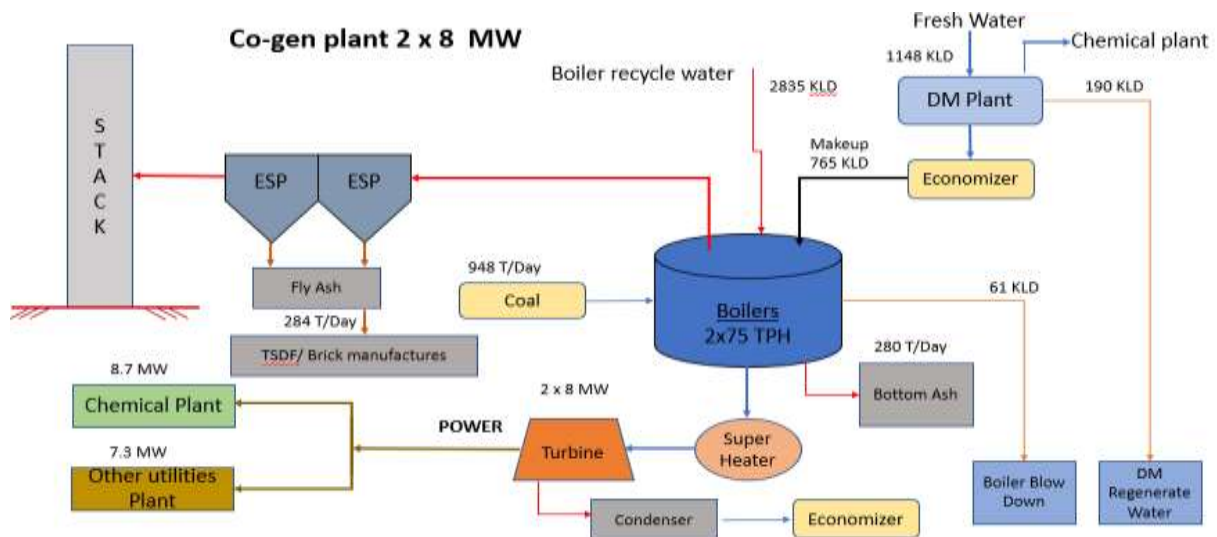 Co-gen plant 2 x 8 MW
Fresh Water
Chemical plant
1148 KLD
Boiler recycle water
2835 KLD
DM Plant
190 KLD
Makeup
765 KLD
Economizer
STACK
ESP
ESP
948 T/Day
Coal
Boilers
2x75 TPH
61 KLD
Fly Ash
284 T/Day
TSDF/ Brick manufactures
280 T/Day
Bottom Ash
8.7 MW
Chemical Plant
2 x 8 MW
POWER
Turbine
Super
Heater
7.3 MW
Other utilities
Plant
Condenser
Economizer
Boiler Blow
Down
DM
Regenerate
Water